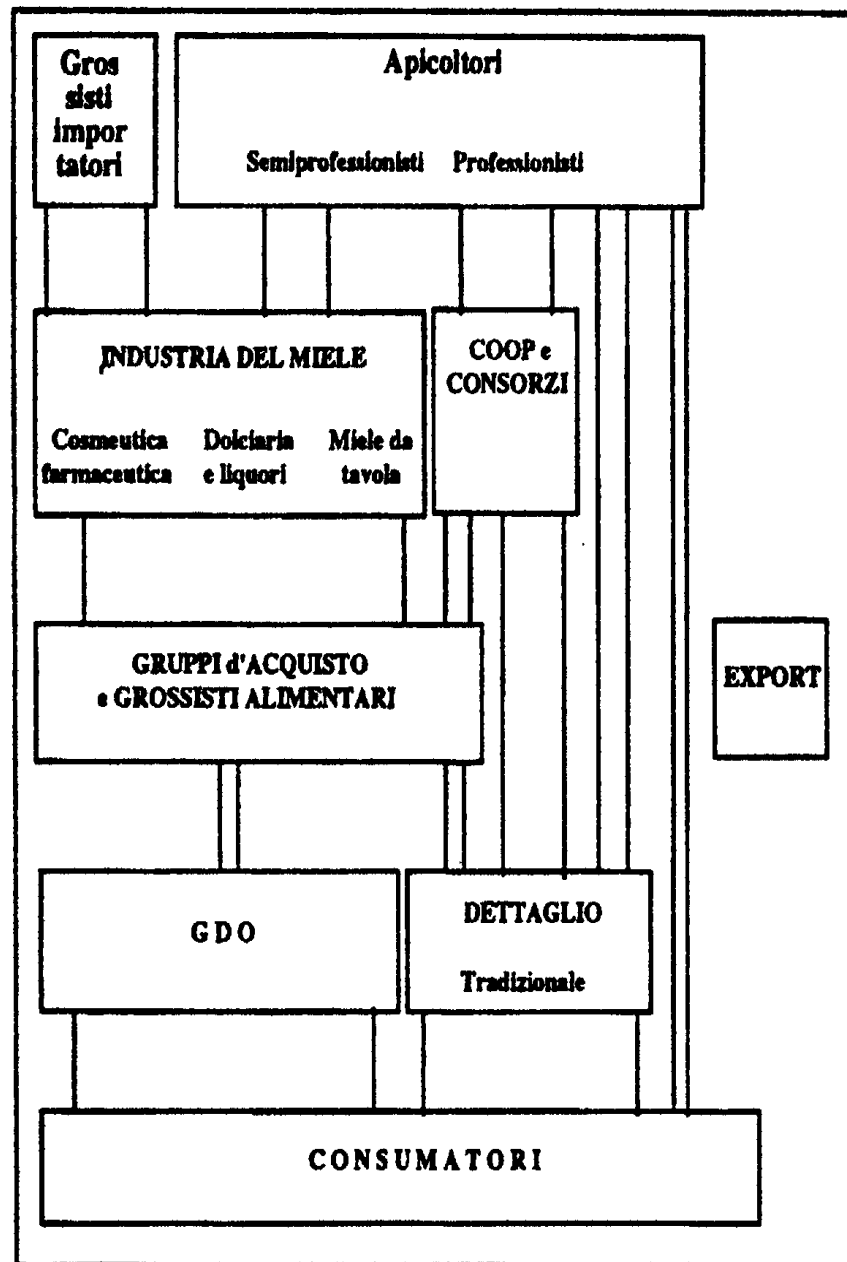 Gros
sisti
impor
tatori
Apicoltori
Semiprofessionisti Professionisti
INDUSTRIA DEL MIELE
Cosmeutica
farmaceutica
Dolciaria
e liquori
Miele da
tavola
COOP e
CONSORZI
GRUPPI d'ACQUISTO
e GROSSISTI ALIMENTARI
EXPORT
GDO
DETTAGLIO
Tradizionale
CONSUMATORI